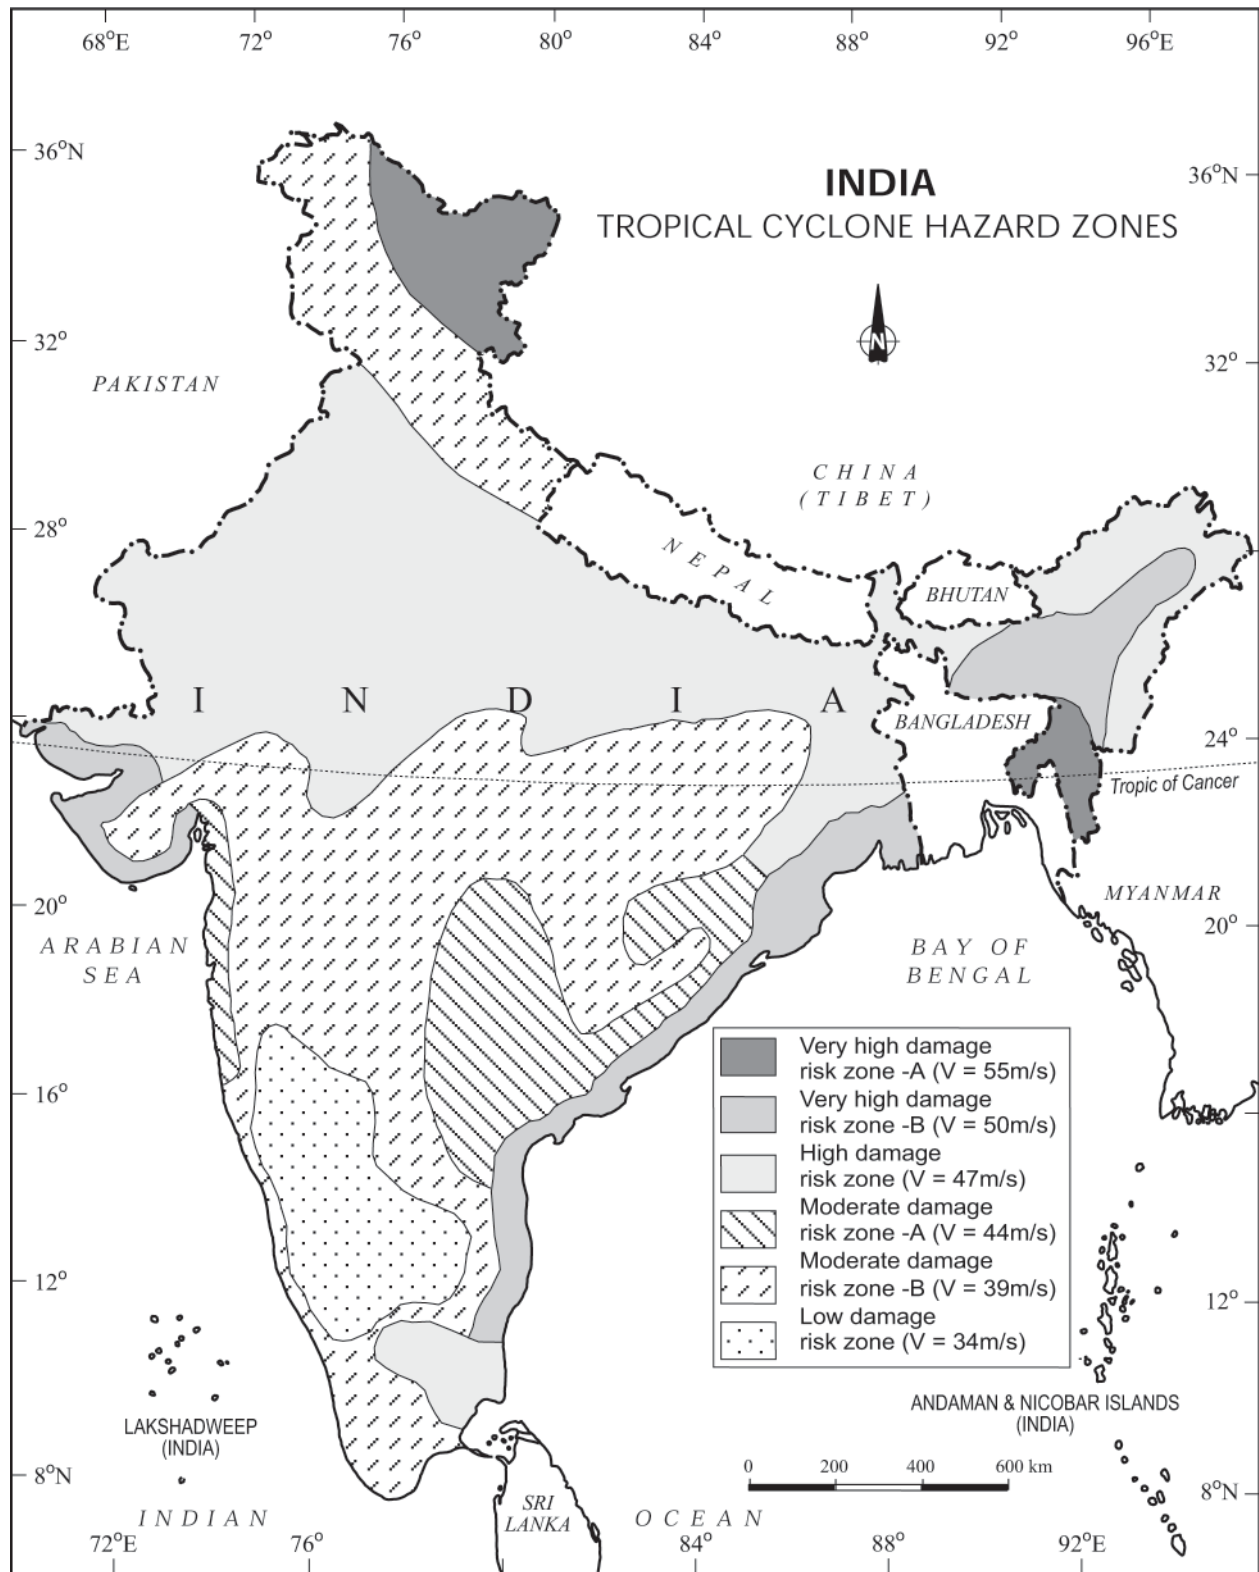 68°E 72° 76° 80° 84° 88° 92° 96°E
36°N
INDIA
36°N
TROPICAL CYCLONE HAZARD ZONES
N
32°
32°
PAKISTAN
CHINA
(TIBET)
28°
NEPAL
BHUTAN
INDIA
BANGLADESH
24°
Tropic of Cancer
MYANMAR
20°
20°
ARABIAN
SEA
BAY OF
BENGAL
Very high damage
risk zone -A (V = 55m/s)
Very high damage
risk zone -B (V = 50m/s)
High damage
risk zone (V = 47m/s)
Moderate damage
risk zone -A (V = 44m/s)
Moderate damage
risk zone -B (V = 39m/s)
Low damage
risk zone (V = 34m/s)
16°
12°
12°
LAKSHADWEEP
(INDIA)
ANDAMAN & NICOBAR ISLANDS
(INDIA)
0 200 400 600 km
8°N
8°N
SRI
LANKA
INDIAN OCEAN
72°E 76° 84° 88° 92°E